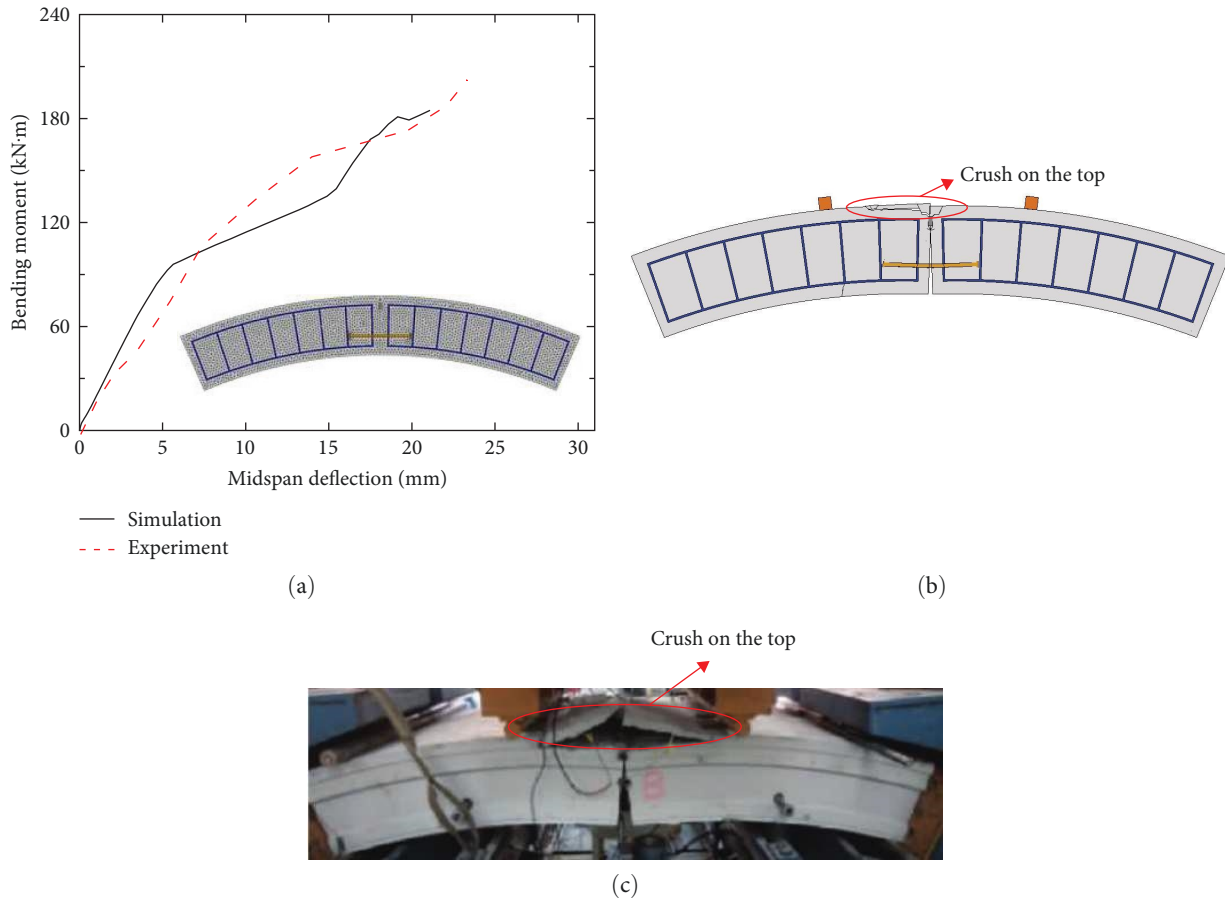 240
180
120
60
0
Bending moment (kN·m)
0
5
10
15
20
25
30
Midspan deflection (mm)
Simulation
Experiment
(a)
Crush on the top
(b)
Crush on the top
(c)